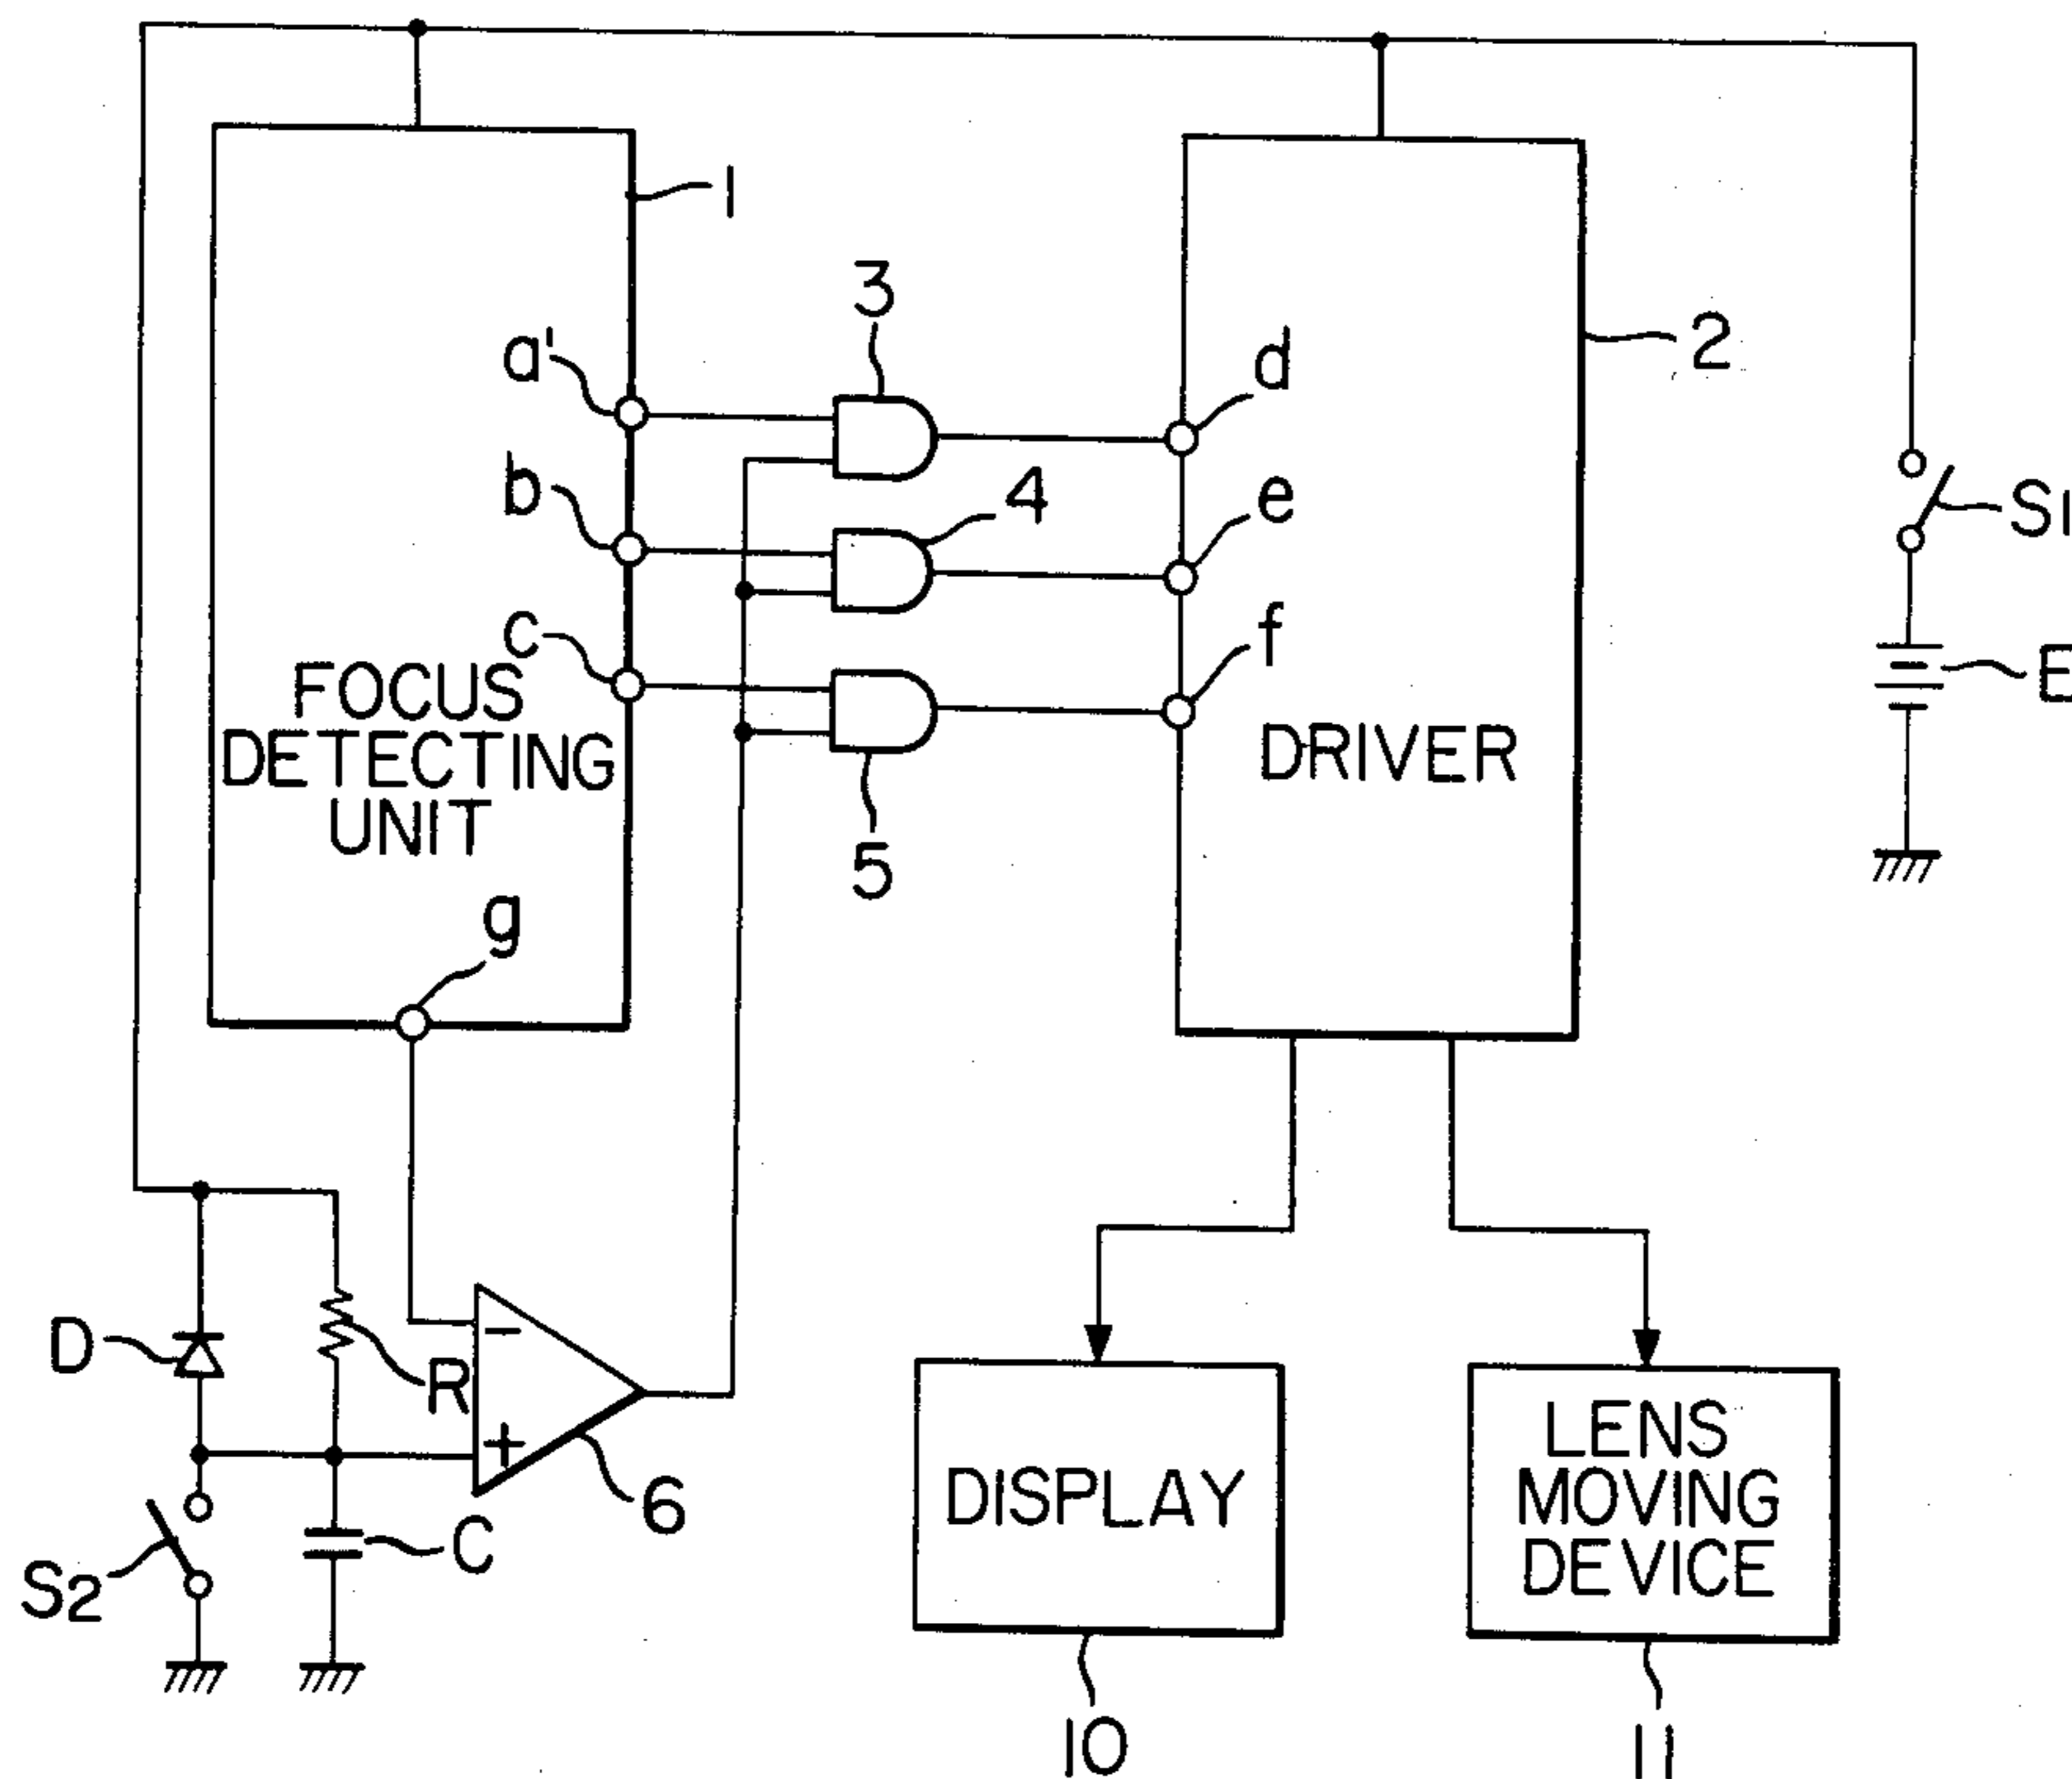 1
3
a'
d
2
b
4
e
S1
c
f
E
FOCUS
DETECTING
UNIT
DRIVER
5
g
D
R
6
C
S2
DISPLAY
LENS
MOVING
DEVICE
10
11